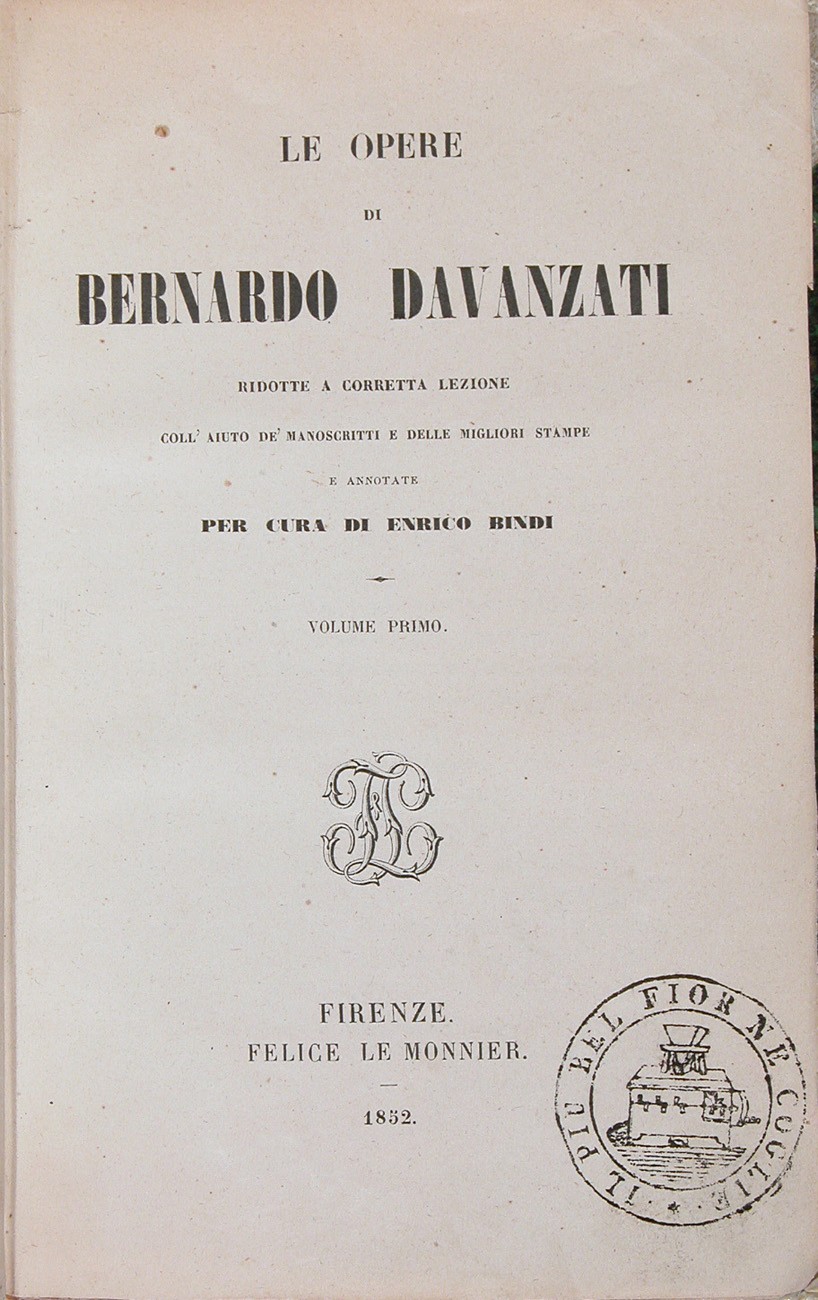 LE OPERE
DI
BERNARDO DAVANZATI
RIDOTTE A CORRETTA LEZIONE
COLL' AIUTO DE' MANOSCRITTI E DELLE MIGLIORI STAMPE
E ANNOTATE
PER CURA DI ENRICO BINDI
VOLUME PRIMO.
FIRENZE.
FELICE LE MONNIER.
1852.
IL PIÙ BEL FIOR NE COGLIE